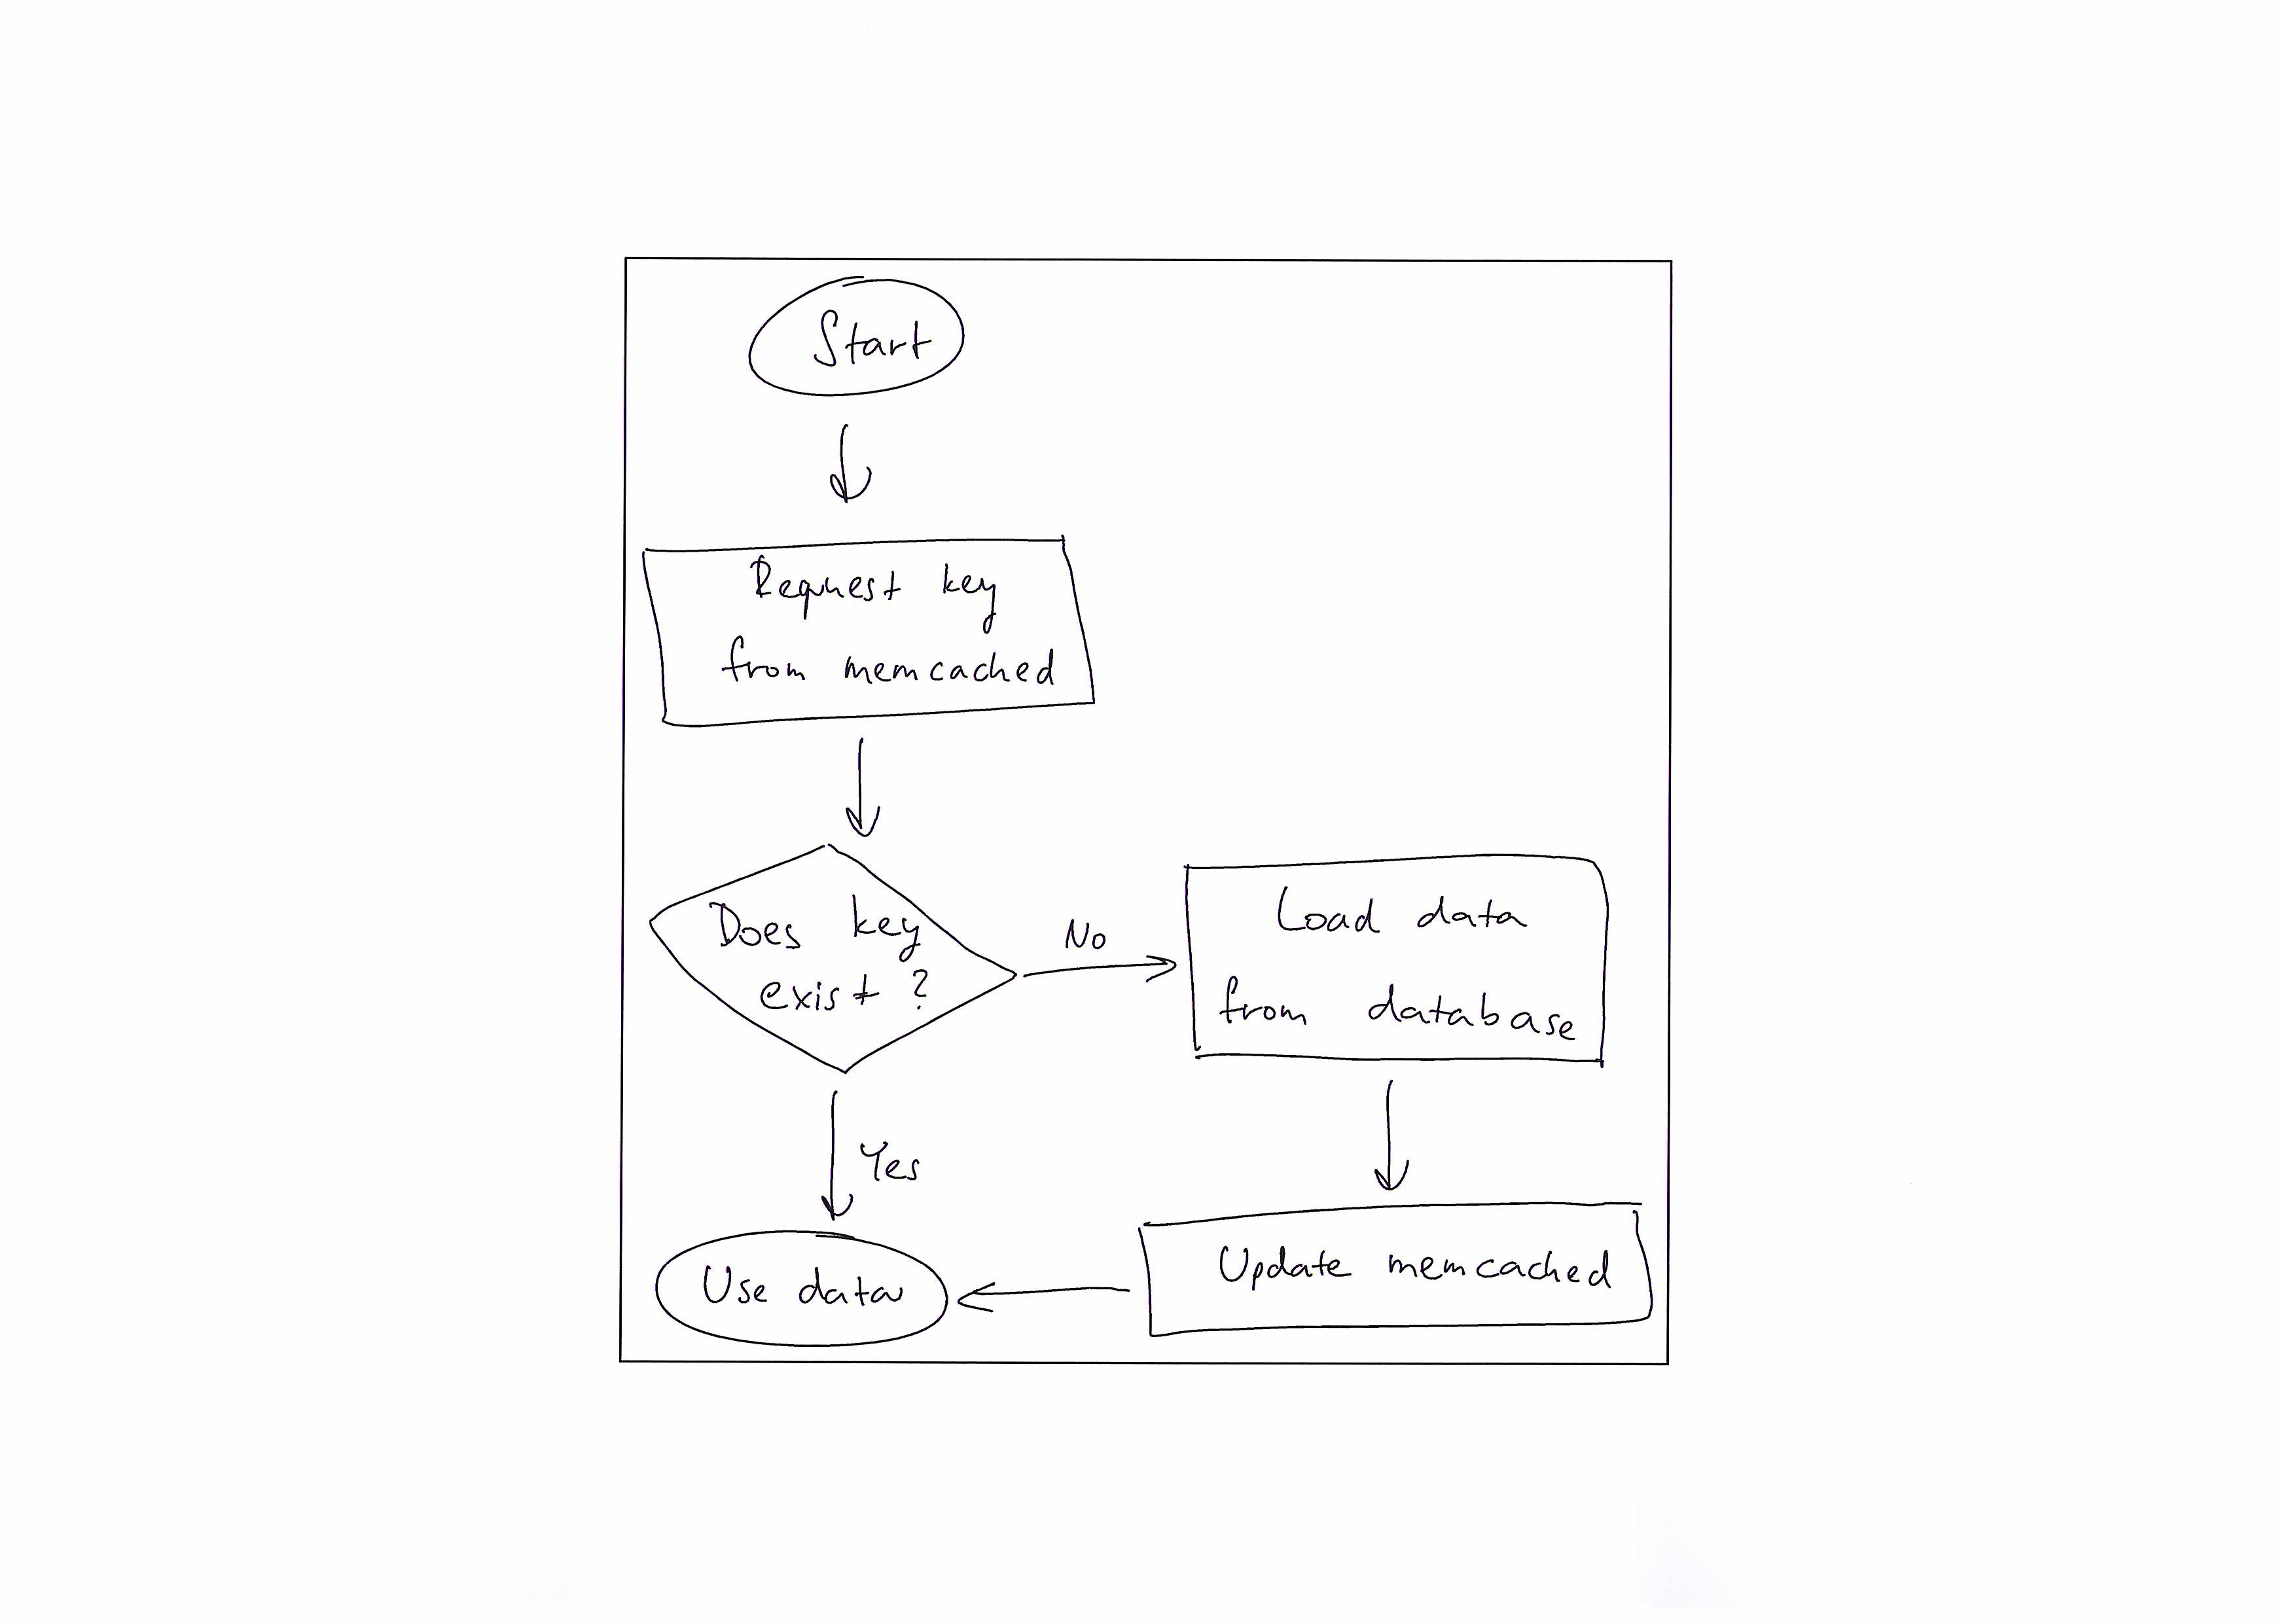 Start
Request key
from memcached
Does key
exist?
No
Load data
from database
Yes
Use data
Update memcached